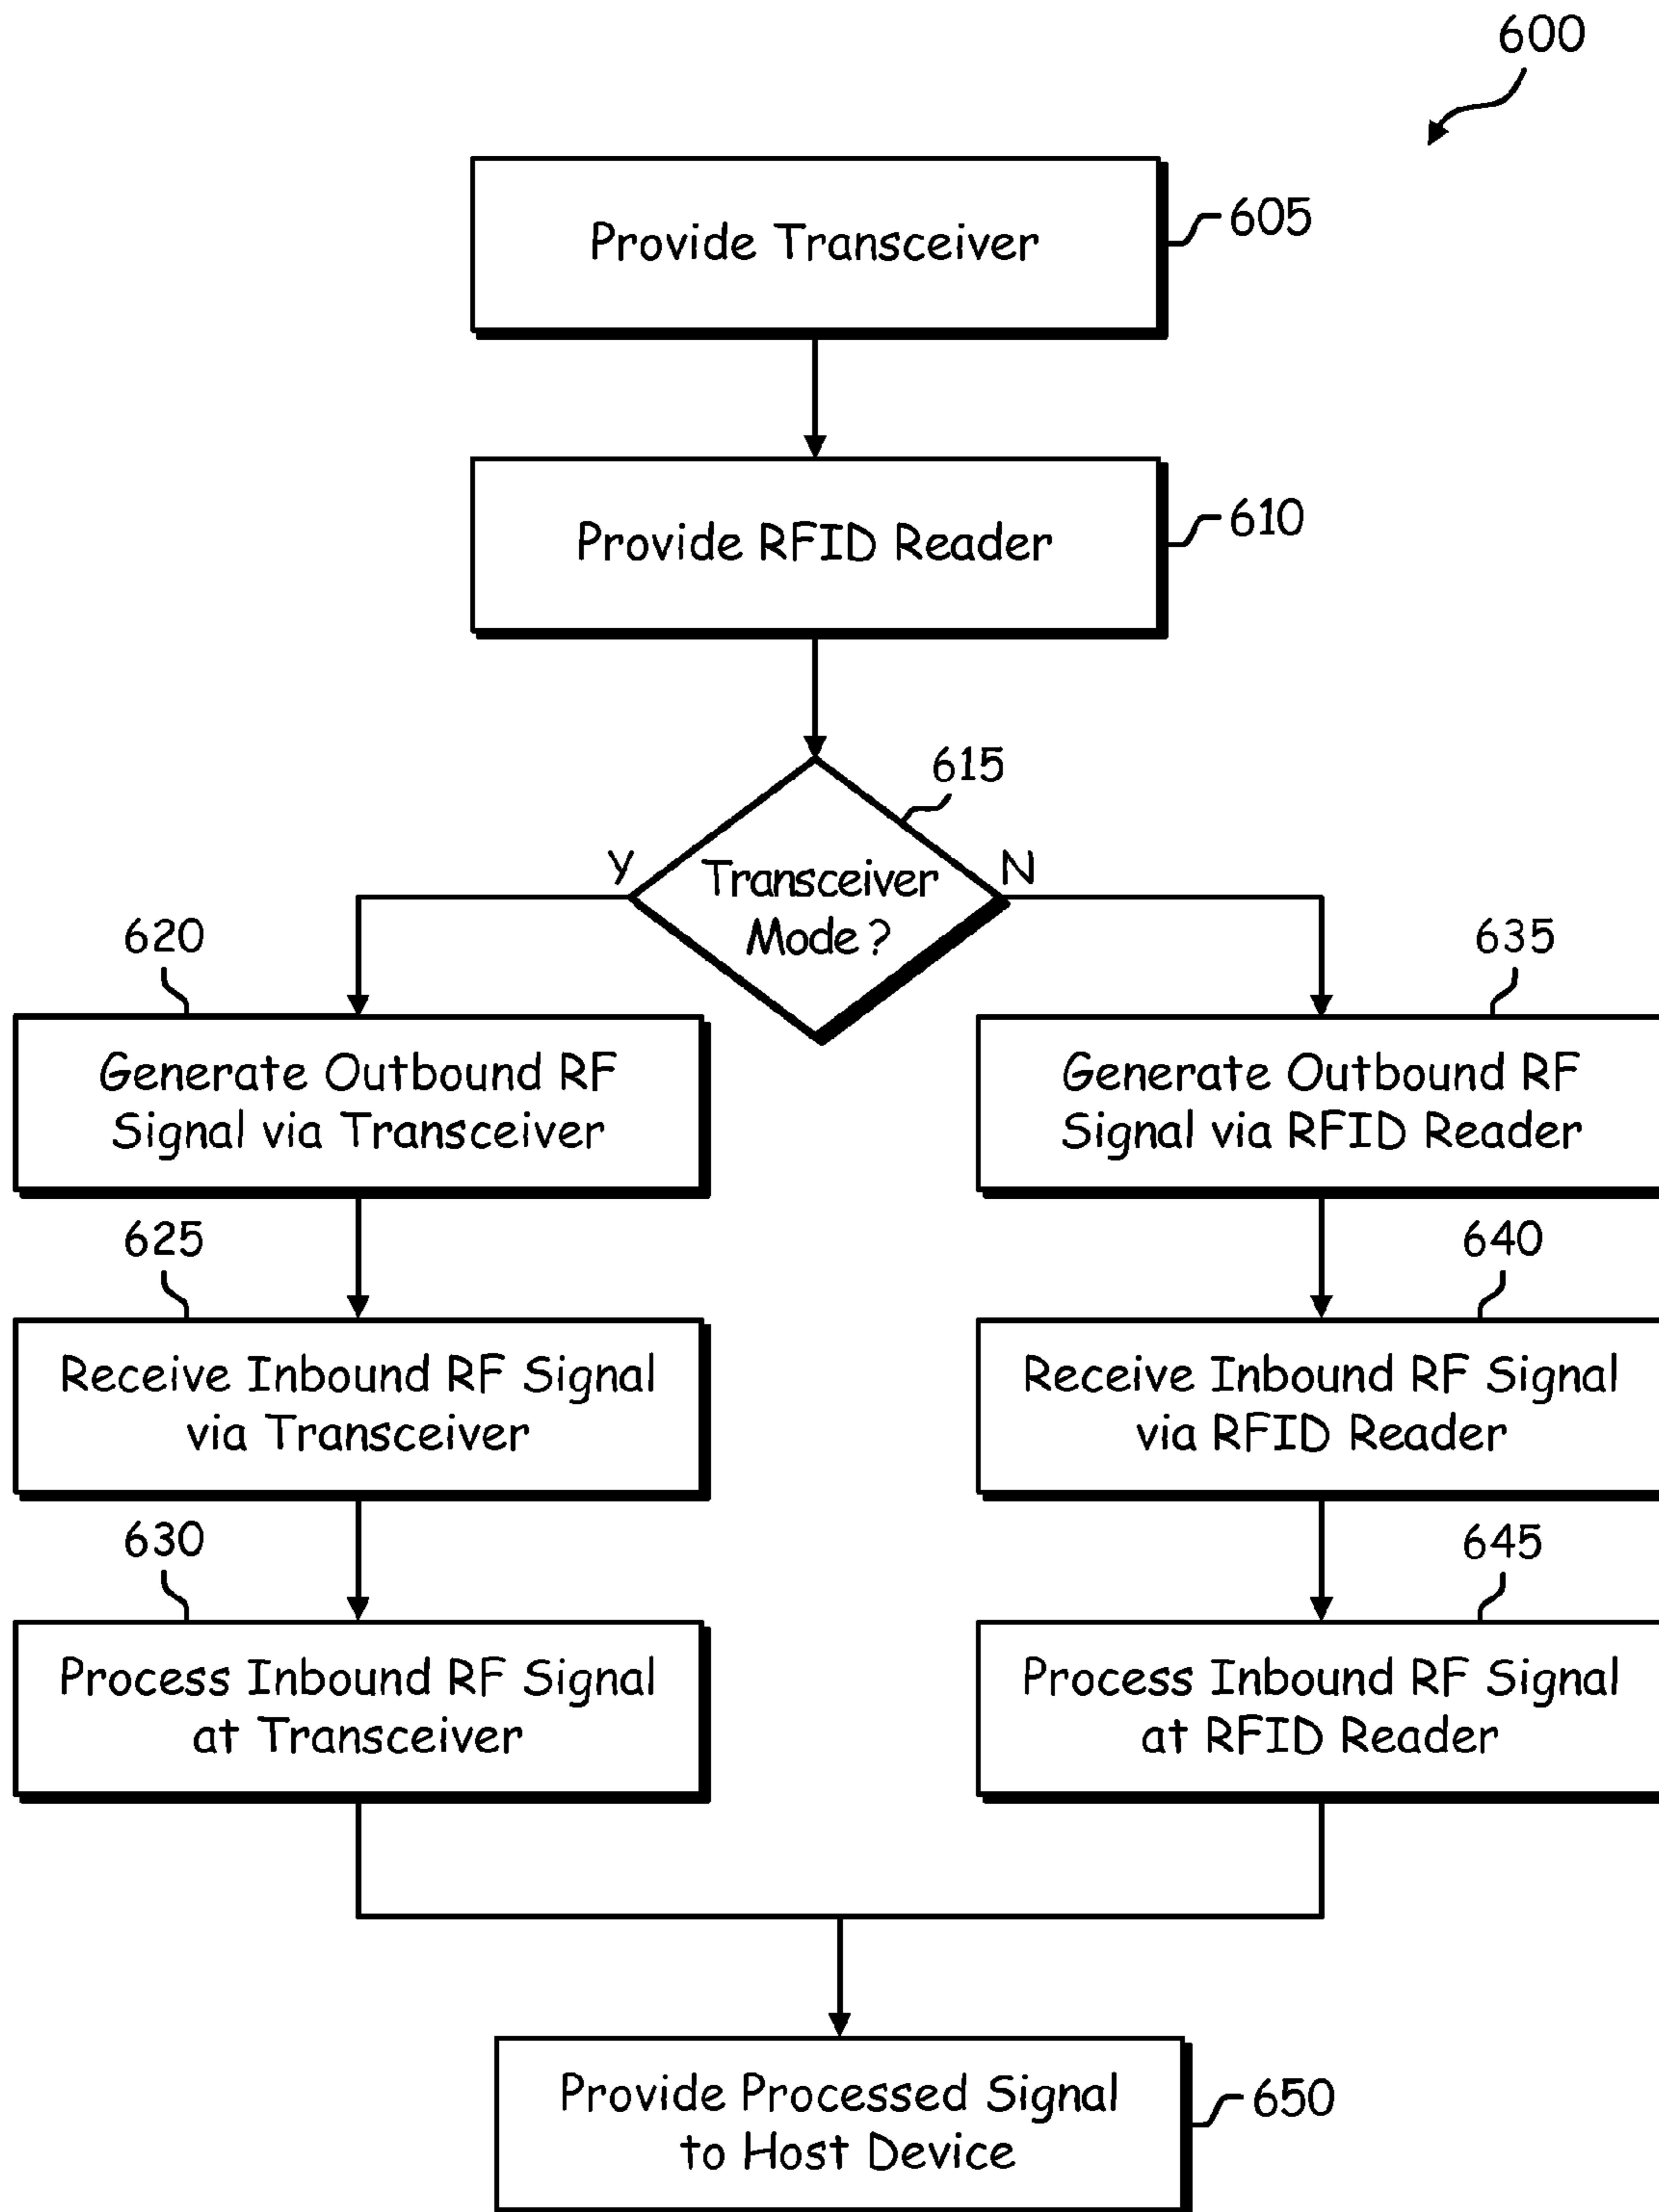 600
Provide Transceiver
605
Provide RFID Reader
610
615
Y
Transceiver
Mode?
N
620
635
Generate Outbound RF
Signal via Transceiver
Generate Outbound RF
Signal via RFID Reader
625
640
Receive Inbound RF Signal
via Transceiver
Receive Inbound RF Signal
via RFID Reader
630
645
Process Inbound RF Signal
at Transceiver
Process Inbound RF Signal
at RFID Reader
Provide Processed Signal
to Host Device
650